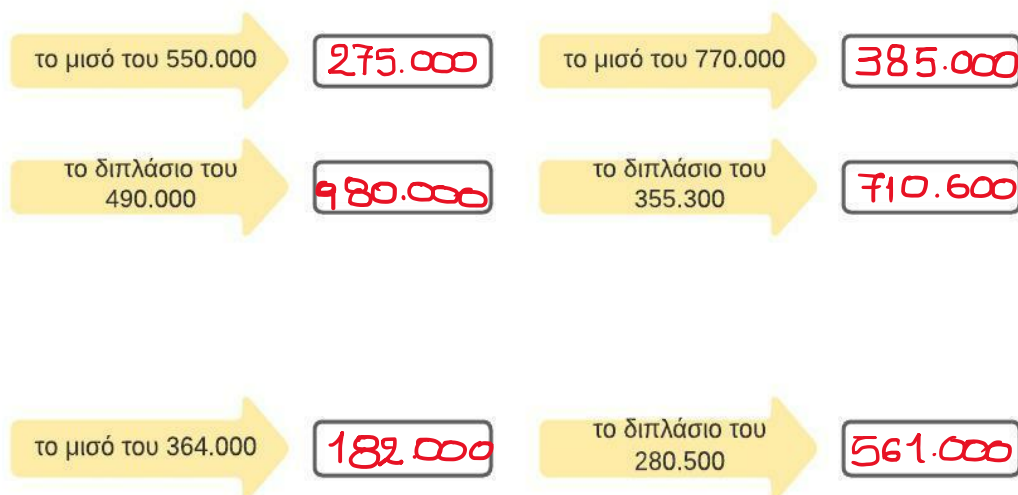 το μισό του 550.000
275.000
το μισό του 770.000
385.000
το διπλάσιο του
490.000
980.000
το διπλάσιο του
355.300
710.600
το μισό του 364.000
182.000
το διπλάσιο του
280.500
561.000